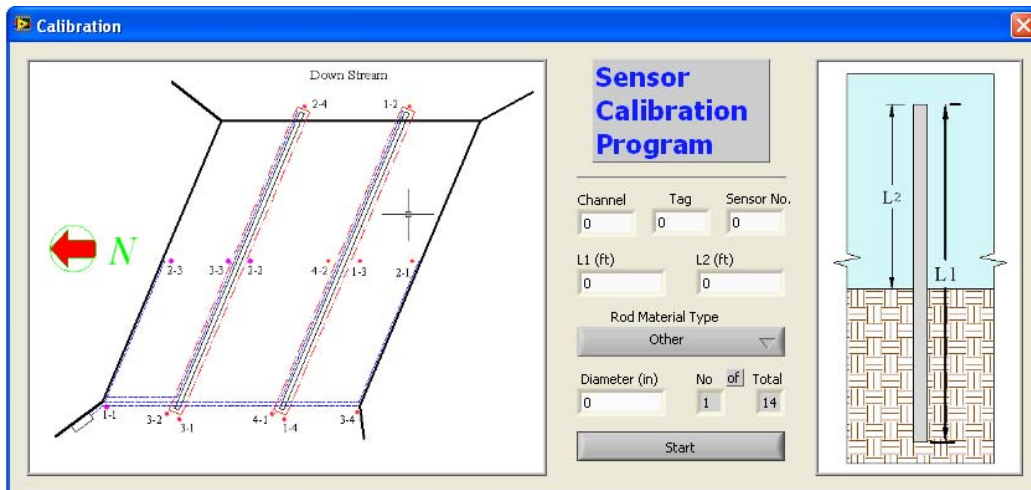 Calibration
Down Stream
2-4
1-2
N
2-3
3-3
2-2
4-2
1-3
2-1
1-1
3-2
3-1
4-1
1-4
3-4
Sensor
Calibration
Program
Channel
Tag
Sensor No.
0
0
0
L1 (ft)
L2 (ft)
0
0
Rod Material Type
Other
Diameter (in)
No
of
Total
0
1
14
Start
L2
L1